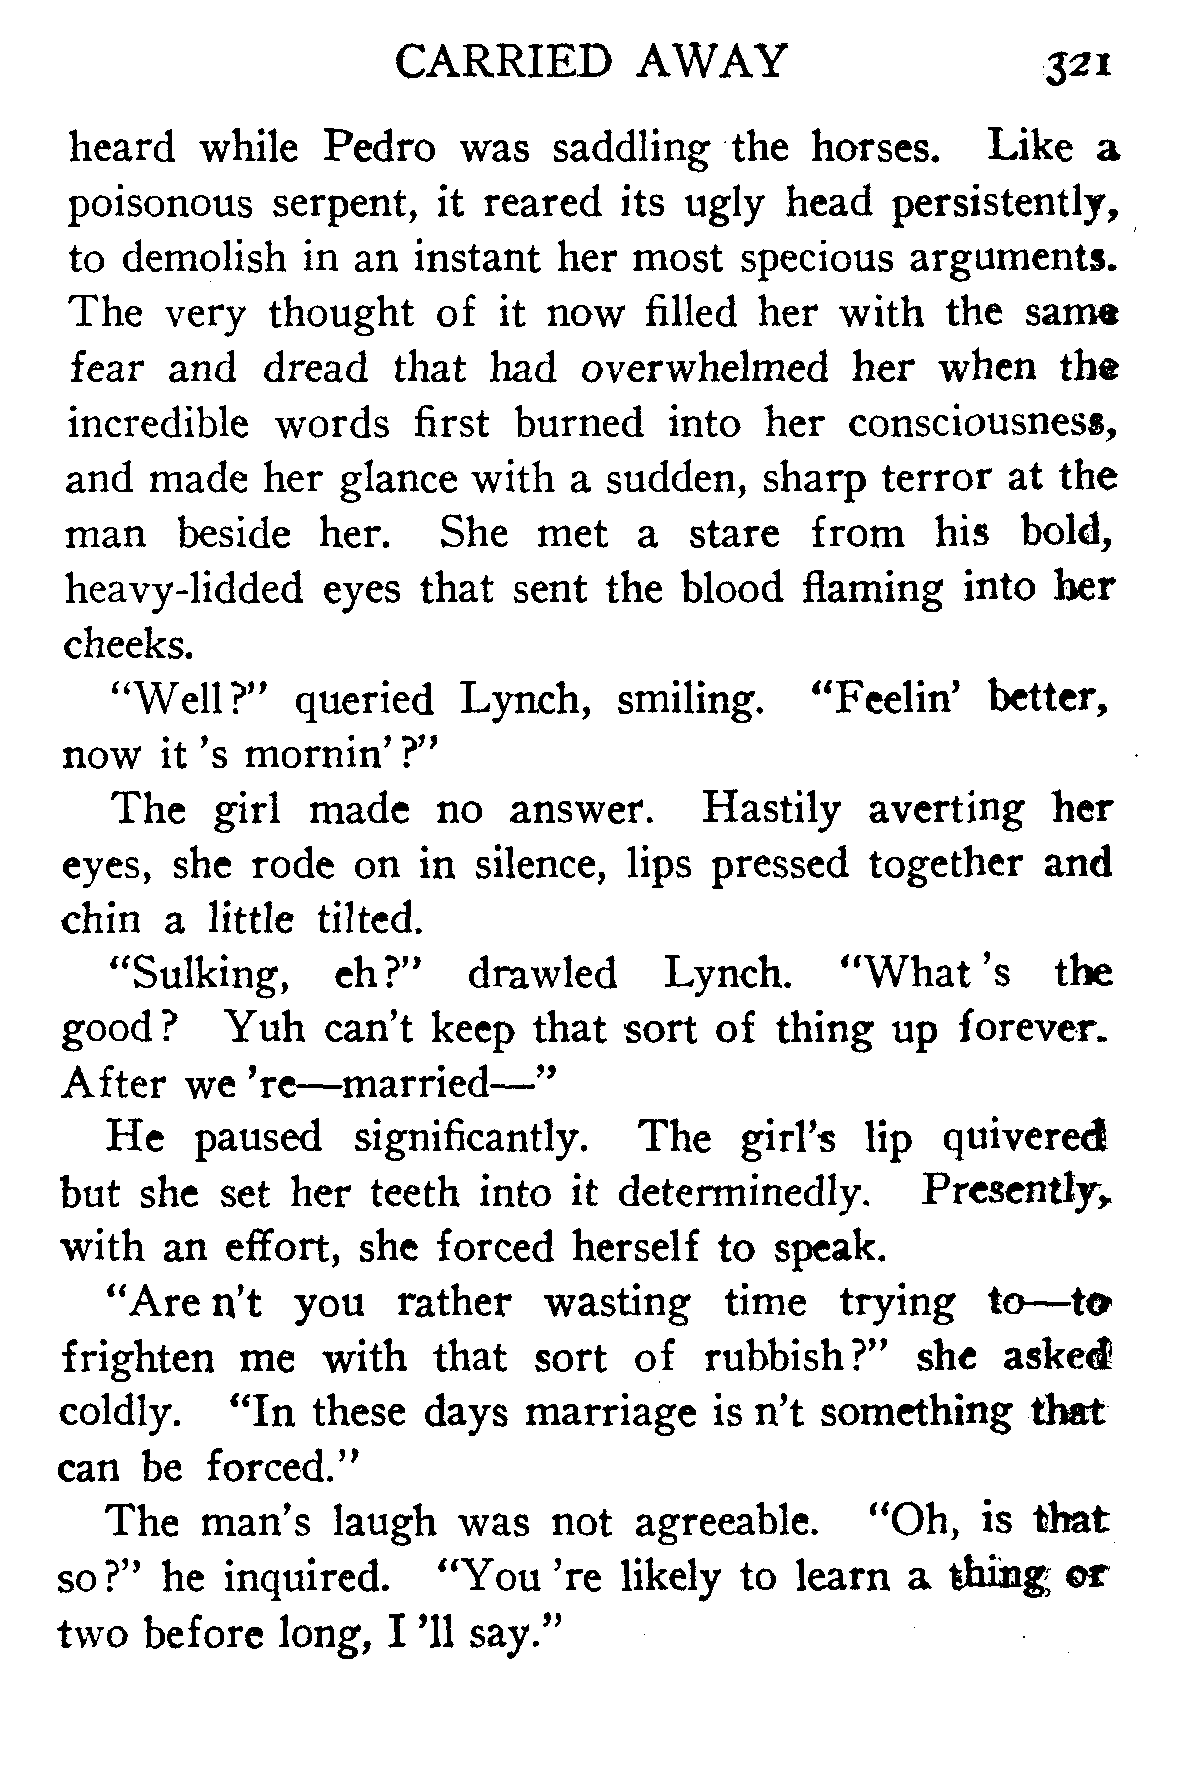 CARRIED AWAY 321
heard while Pedro was saddling the horses. Like a
poisonous serpent, it reared its ugly head persistently,
to demolish in an instant her most specious arguments.
The very thought of it now filled her with the same
fear and dread that had overwhelmed her when the
incredible words first burned into her consciousness,
and made her glance with a sudden, sharp terror at the
man beside her. She met a stare from his bold,
heavy-lidded eyes that sent the blood flaming into her
cheeks.
“Well?” queried Lynch, smiling. “Feelin’ better,
now it ’s mornin’?”
The girl made no answer. Hastily averting her
eyes, she rode on in silence, lips pressed together and
chin a little tilted.
“Sulking, eh?” drawled Lynch. “What ’s the
good? Yuh can’t keep that sort of thing up forever.
After we ’re—married—”
He paused significantly. The girl’s lip quivered
but she set her teeth into it determinedly. Presently,
with an effort, she forced herself to speak.
“Are n’t you rather wasting time trying to—to
frighten me with that sort of rubbish?” she asked
coldly. “In these days marriage is n’t something that
can be forced.”
The man’s laugh was not agreeable. “Oh, is that
so?” he inquired. “You ’re likely to learn a thing or
two before long, I ’ll say.”